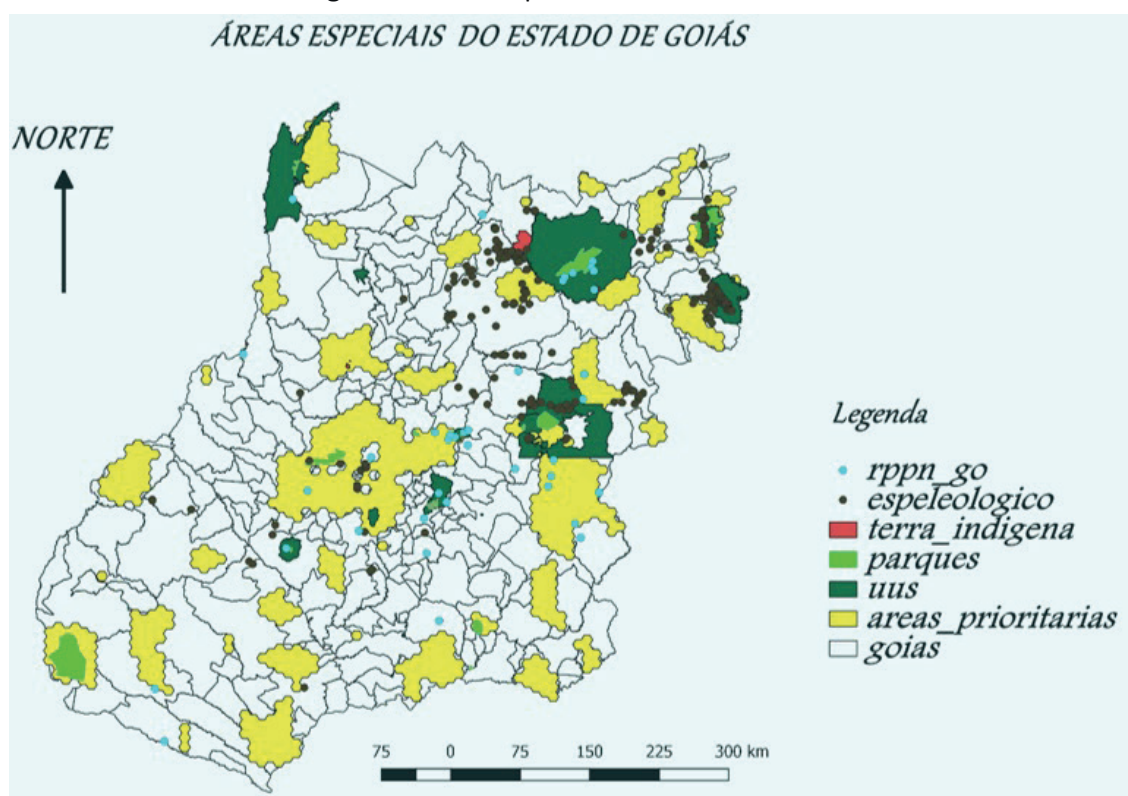 ÁREAS ESPECIAIS DO ESTADO DE GOIÁS
NORTE
Legenda
rppn_go
espeleologico
terra_indigena
parques
uus
areas_prioritarias
goias
75 0 75 150 225 300 km